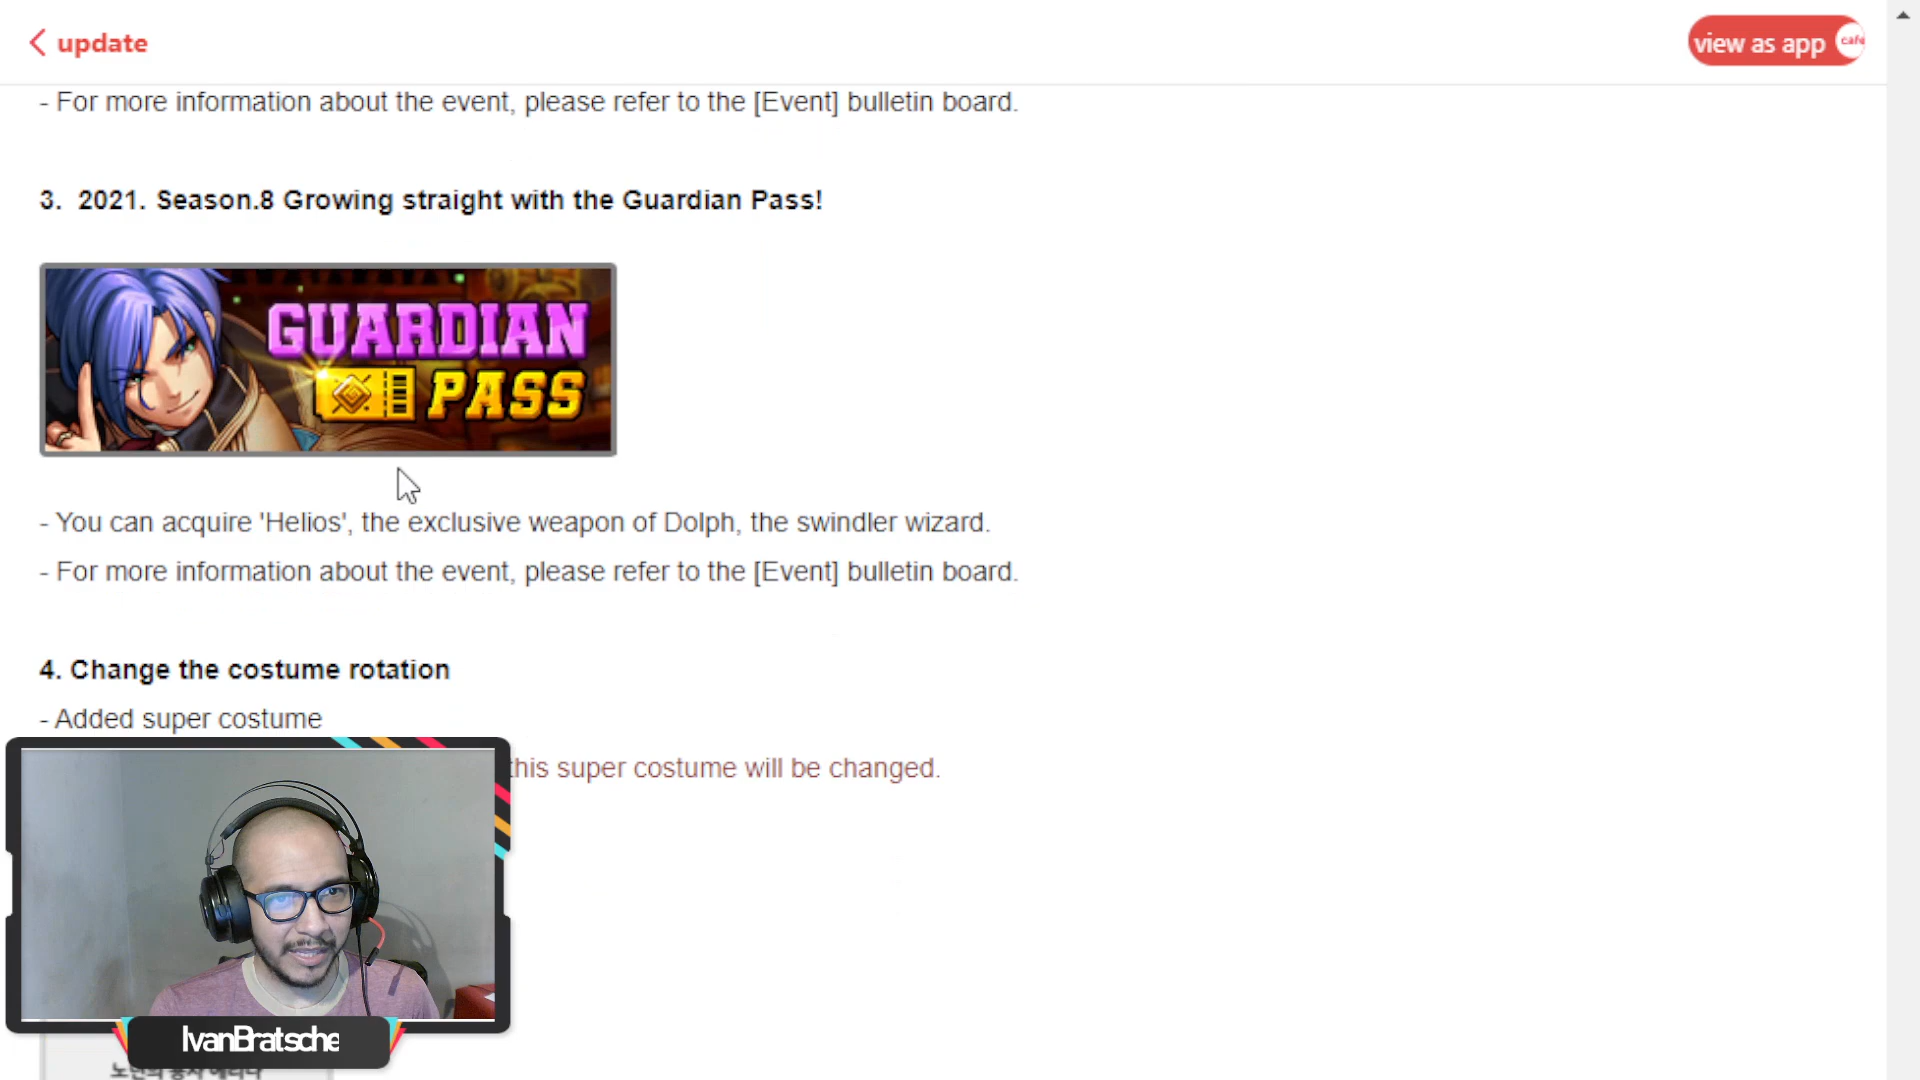 update
view as app
cafe
- For more information about the event, please refer to the [Event] bulletin board.
3. 2021. Season.8 Growing straight with the Guardian Pass!
GUARDIAN
PASS
- You can acquire 'Helios', the exclusive weapon of Dolph, the swindler wizard.
- For more information about the event, please refer to the [Event] bulletin board.
4. Change the costume rotation
- Added super costume
this super costume will be changed.
IvanBratsche